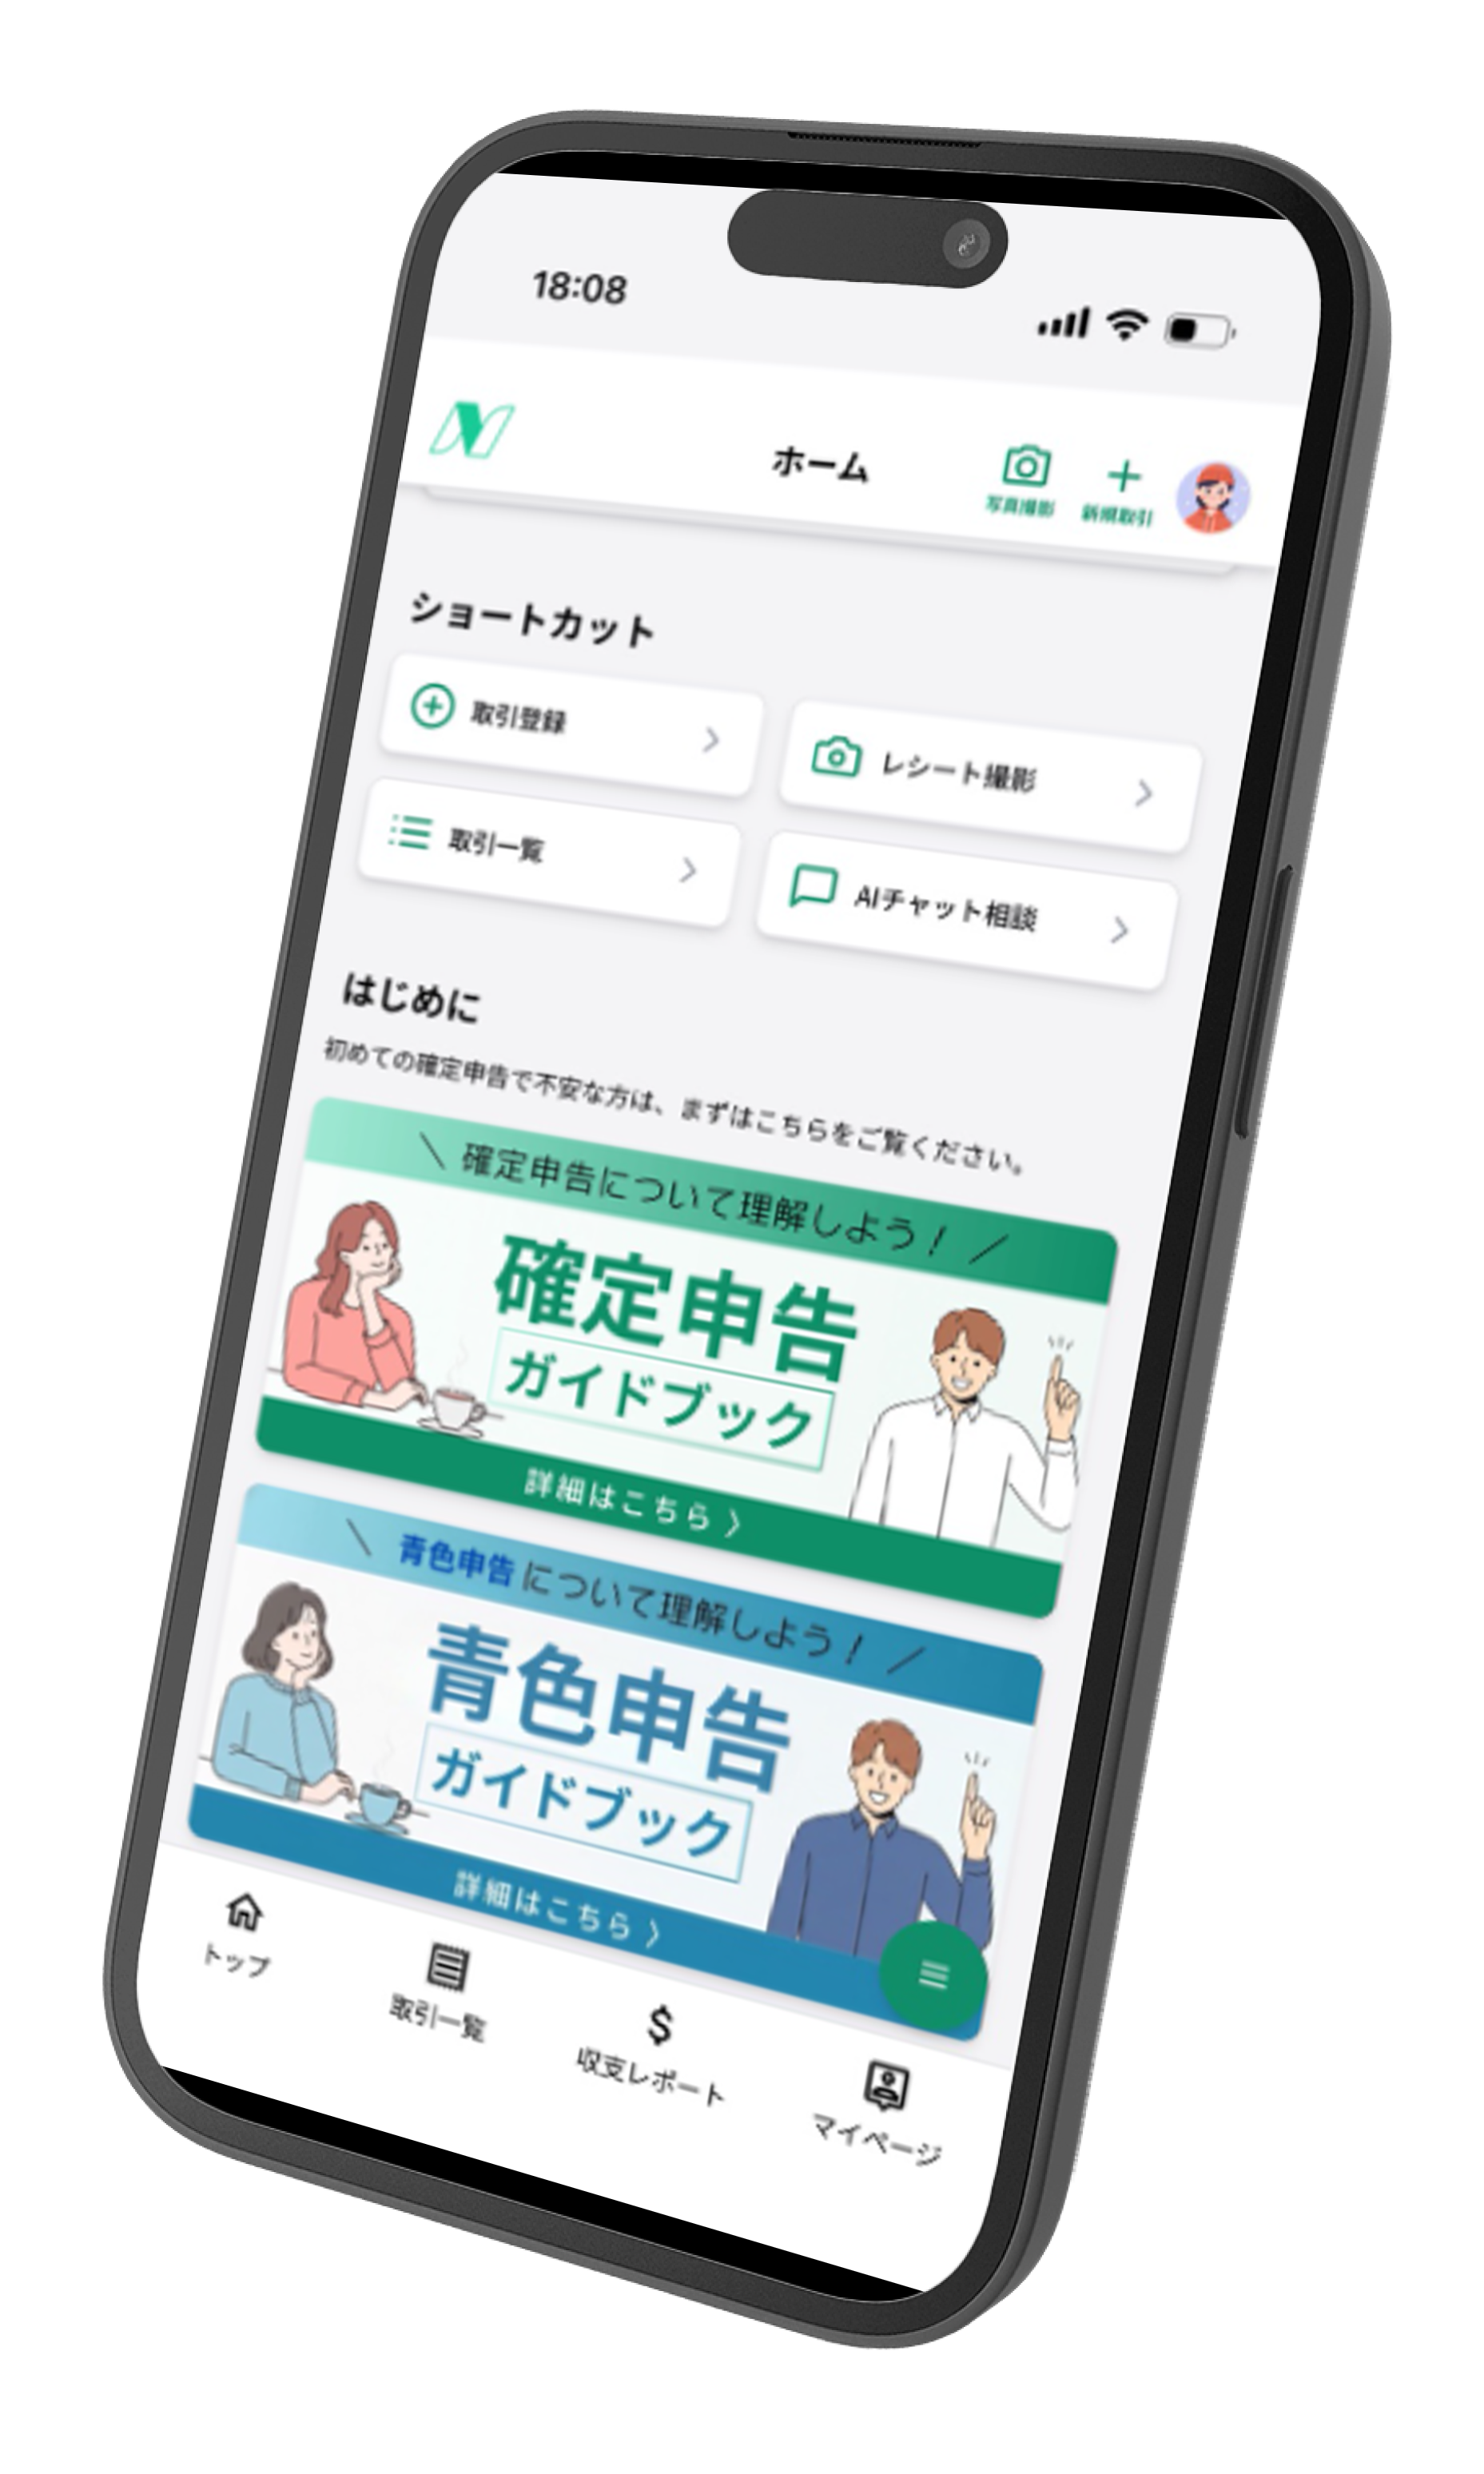 18:08
ホーム
写真撮影
新規取引
ショートカット
取引登録
レシート撮影
取引一覧
AIチャット相談
はじめに
初めての確定申告で不安な方は、まずはこちらをご覧ください。
\ 確定申告について理解しよう！ /
確定申告
ガイドブック
詳細はこちら 〉
\ 青色申告について理解しよう！ /
青色申告
ガイドブック
詳細はこちら 〉
トップ
取引一覧
収支レポート
マイページ